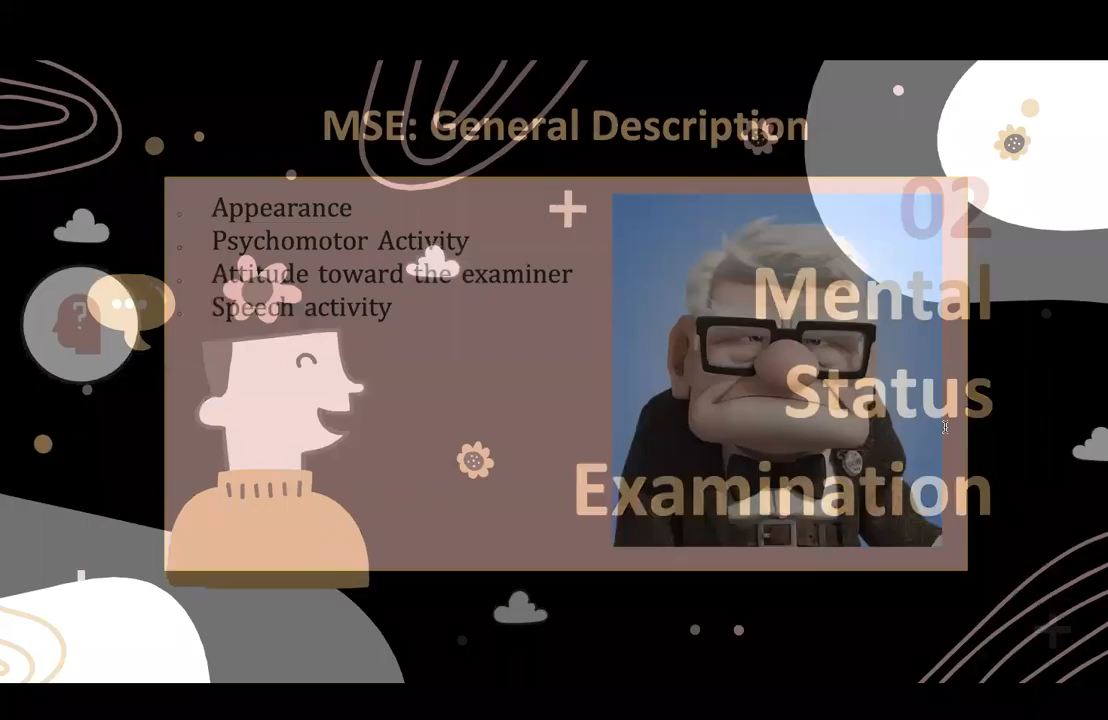 MSE: General Description
Appearance
Psychomotor Activity
Attitude toward the examiner
Speech activity
02
Mental
Status
Examination
?